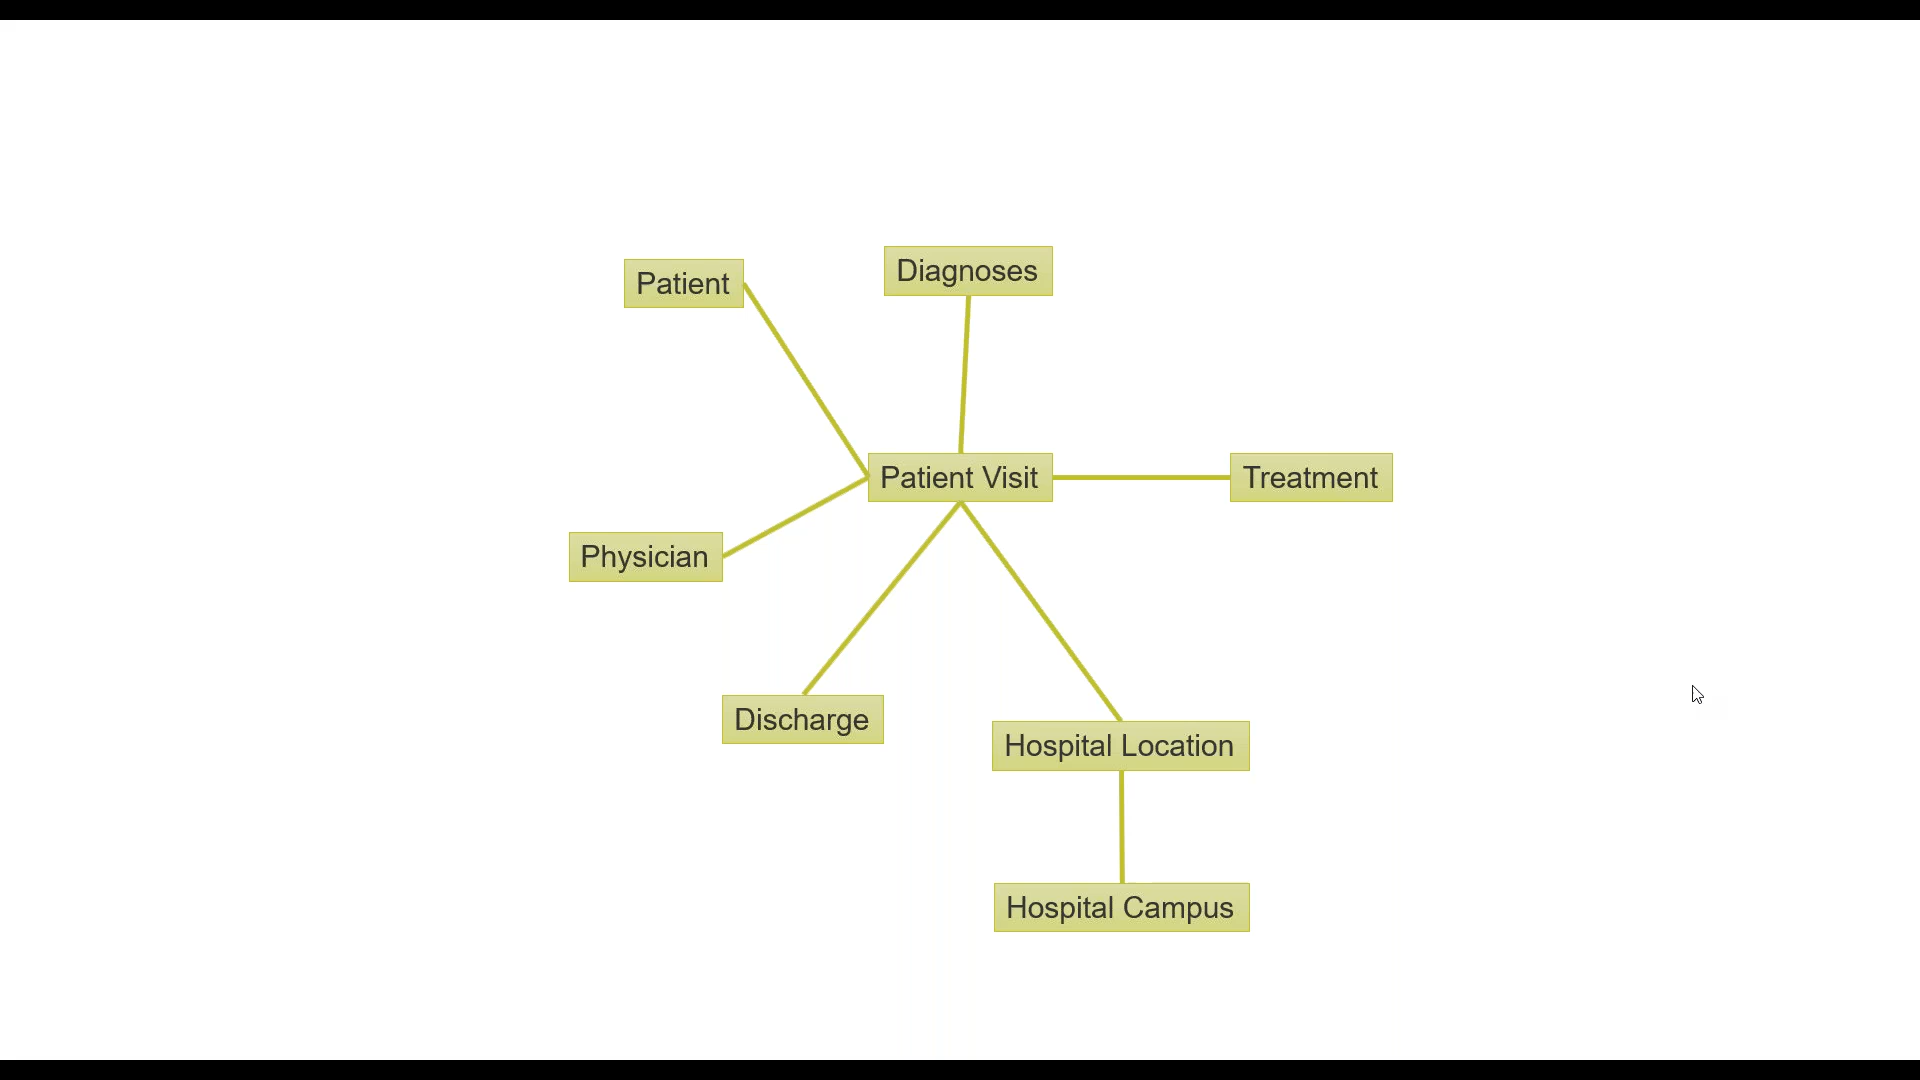 Patient
Diagnoses
Patient Visit
Treatment
Physician
Discharge
Hospital Location
Hospital Campus